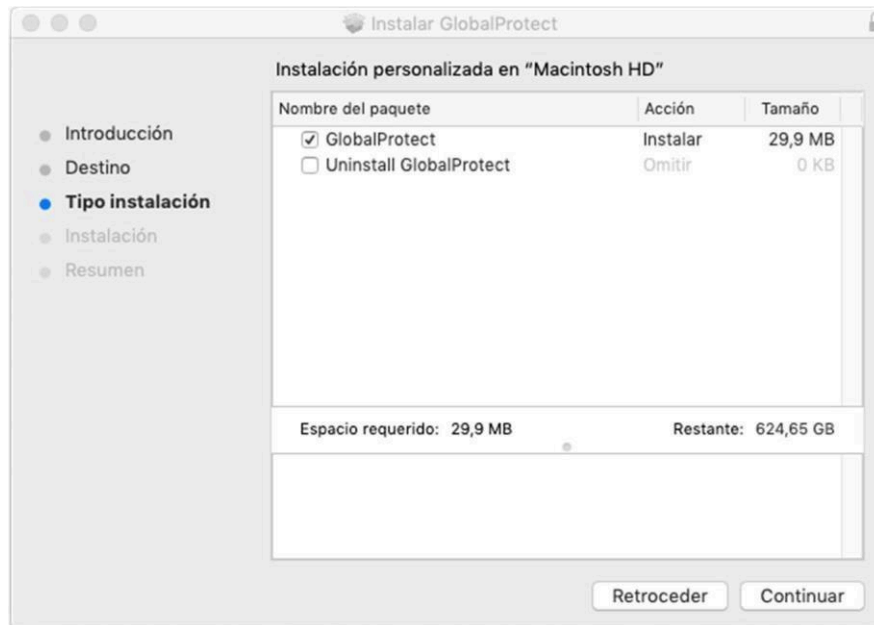 Instalar GlobalProtect
Instalación personalizada en “Macintosh HD”
Introducción
Destino
Tipo instalación
Instalación
Resumen
Nombre del paquete Acción Tamaño
GlobalProtect Instalar 29,9 MB
Uninstall GlobalProtect Omitir 0 KB
Espacio requerido: 29,9 MB Restante: 624,65 GB
Retroceder Continuar